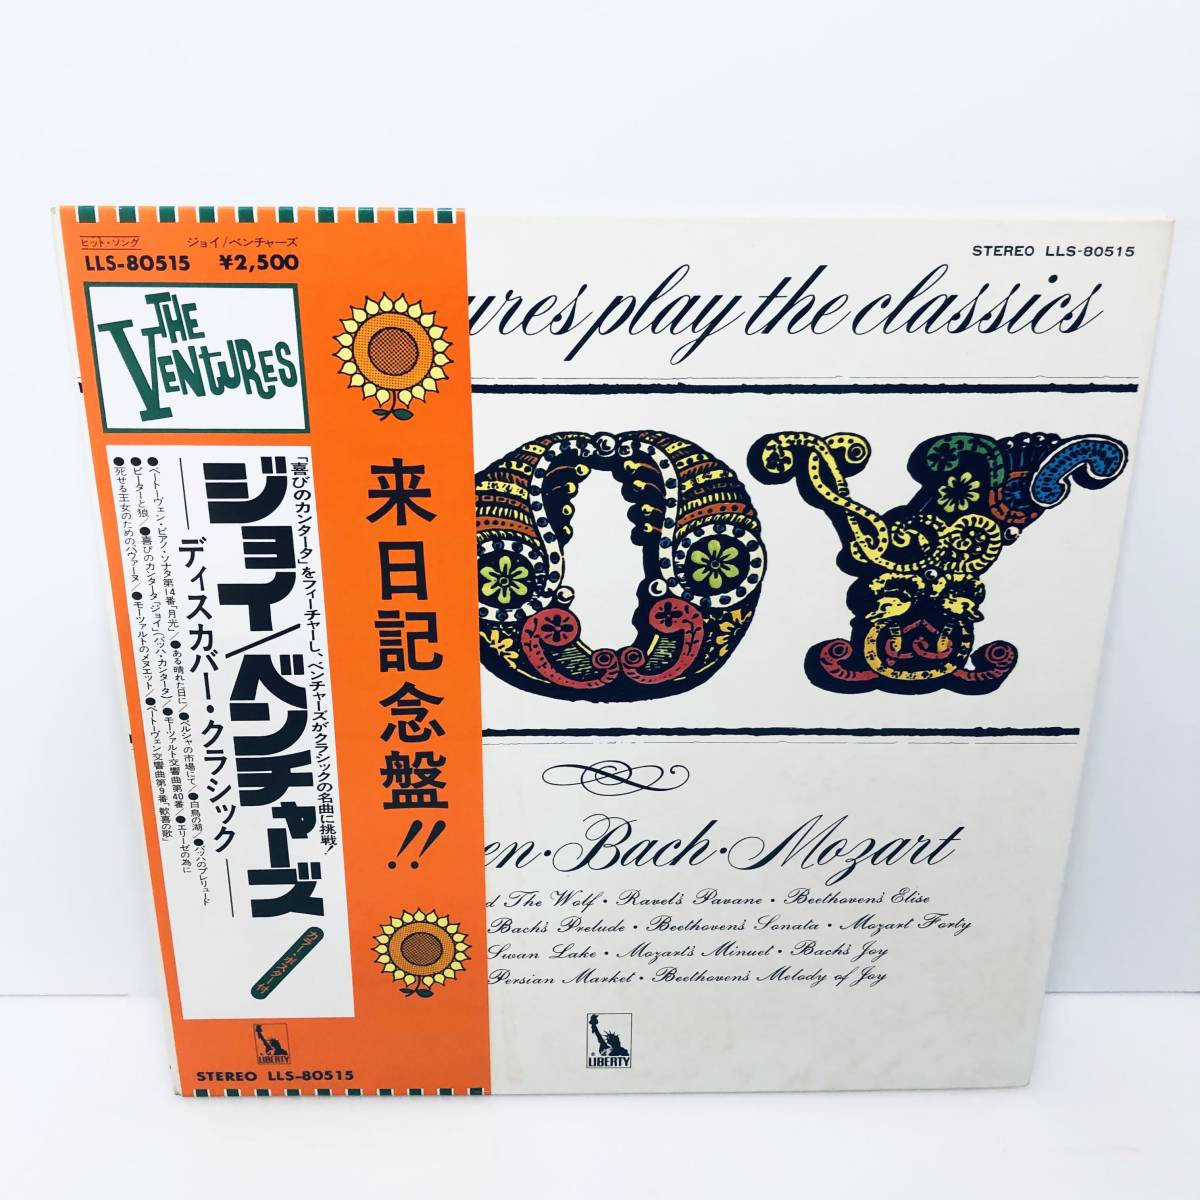 ヒット・ソング ジョイ/ベンチャーズ
LLS-80515 ¥2,500
THE
VENTURES
来日記念盤!!
「喜びのカンタータ」をフィーチャーし、ベンチャーズがクラシックの名曲に挑戦!
ジョイ/ベンチャーズ
ディスカバー・クラシック
●ベートーヴェン・ピアノ・ソナタ第14番「月光」/●ある晴れた日に/●ペルシャの市場にて/●白鳥の湖/●バッハのプレリュード
●ピーターと狼/●喜びのカンタータ「ジョイ」(バッハ・カンタータ)/●モーツァルト交響曲第40番/●エリーゼの為に
●死せる王女のためのパヴァーヌ/●モーツァルトのメヌエット/●ベートーヴェン交響曲第9番「歓喜の歌」
カラー・ポスター付
LIBERTY
STEREO LLS-80515
STEREO LLS-80515
ures play the classics
OY
en・Bach・Mozart
d The Wolf・Ravel's Pavane・Beethoven's Elise
Bach's Prelude・Beethoven's Sonata・Mozart Forty
Swan Lake・Mozart's Minuet・Bach's Joy
Persian Market・Beethoven's Melody of Joy
LIBERTY